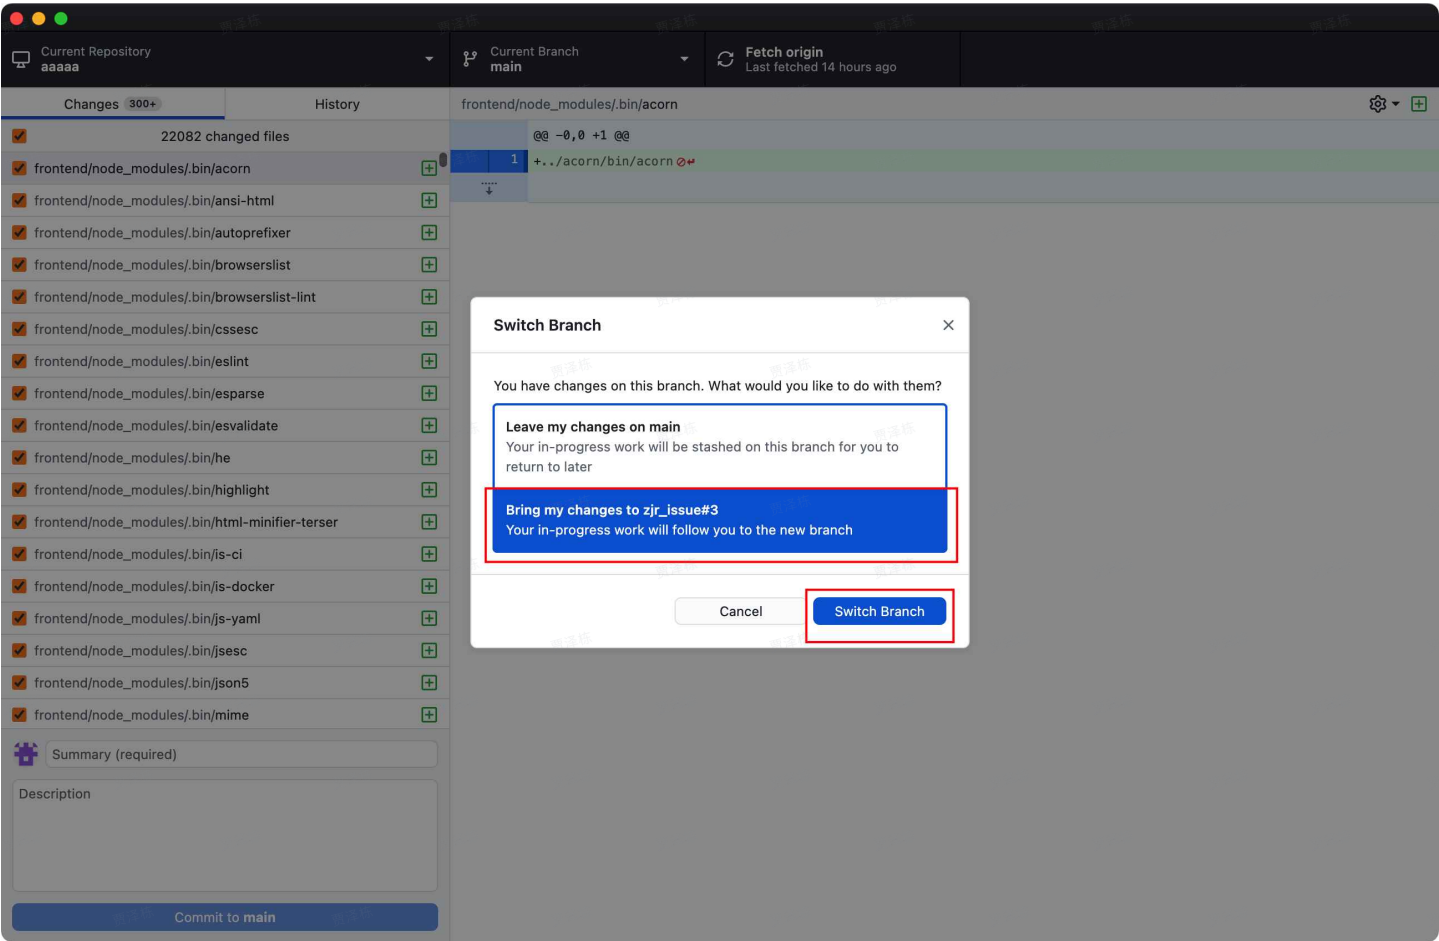 Current Repository
aaaaa
Current Branch
main
Fetch origin
Last fetched 14 hours ago
Changes 300+
History
frontend/node_modules/.bin/acorn
22082 changed files
@@ -0,0 +1 @@
1 +../acorn/bin/acorn
frontend/node_modules/.bin/acorn
frontend/node_modules/.bin/ansi-html
frontend/node_modules/.bin/autoprefixer
frontend/node_modules/.bin/browserslist
frontend/node_modules/.bin/browserslist-lint
frontend/node_modules/.bin/cssesc
frontend/node_modules/.bin/eslint
frontend/node_modules/.bin/esparse
frontend/node_modules/.bin/esvalidate
frontend/node_modules/.bin/he
frontend/node_modules/.bin/highlight
frontend/node_modules/.bin/html-minifier-terser
frontend/node_modules/.bin/is-ci
frontend/node_modules/.bin/is-docker
frontend/node_modules/.bin/js-yaml
frontend/node_modules/.bin/jsesc
frontend/node_modules/.bin/json5
frontend/node_modules/.bin/mime
Summary (required)
Description
Commit to main
Switch Branch
You have changes on this branch. What would you like to do with them?
Leave my changes on main
Your in-progress work will be stashed on this branch for you to
return to later
Bring my changes to zjr_issue#3
Your in-progress work will follow you to the new branch
Cancel
Switch Branch
贾泽栋